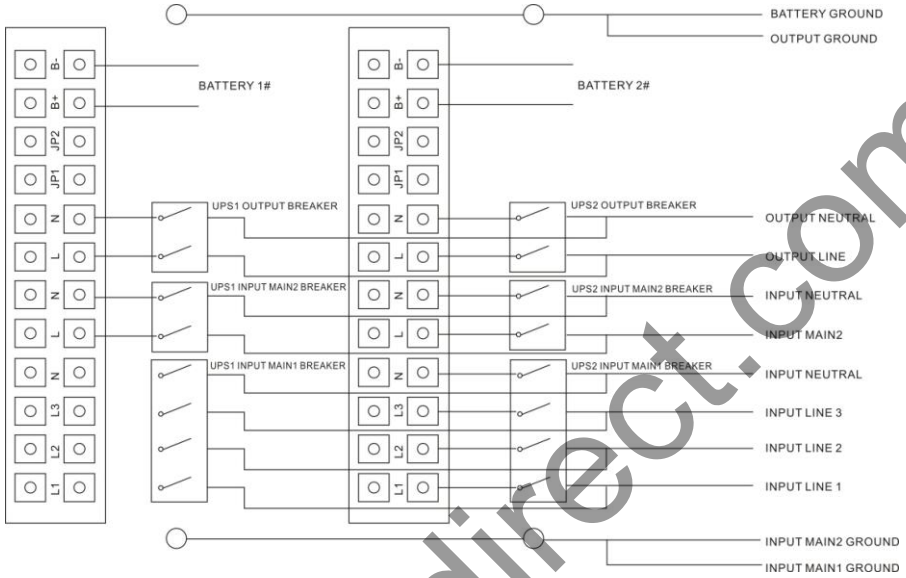 BATTERY GROUND
OUTPUT GROUND
B-
B-
BATTERY 1#
BATTERY 2#
B+
B+
JP2
JP2
JP1
JP1
UPS1 OUTPUT BREAKER
UPS2 OUTPUT BREAKER
N
N
OUTPUT NEUTRAL
L
L
OUTPUT LINE
UPS1 INPUT MAIN2 BREAKER
UPS2 INPUT MAIN2 BREAKER
N
N
INPUT NEUTRAL
L
L
INPUT MAIN2
UPS1 INPUT MAIN1 BREAKER
UPS2 INPUT MAIN1 BREAKER
N
N
INPUT NEUTRAL
L3
L3
INPUT LINE 3
L2
L2
INPUT LINE 2
L1
L1
INPUT LINE 1
INPUT MAIN2 GROUND
INPUT MAIN1 GROUND
direct.com